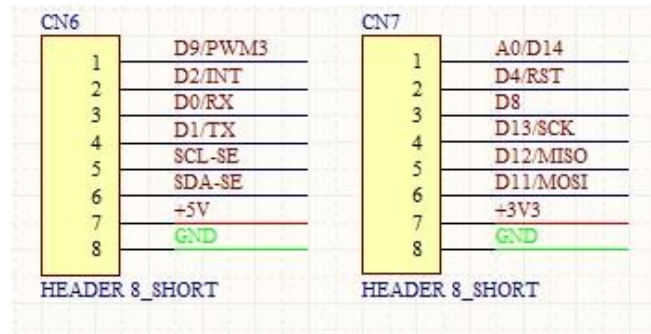 CN6
1 D9/PWM3
2 D2/INT
3 D0/RX
4 D1/TX
5 SCL-SE
6 SDA-SE
7 +5V
8 GND
HEADER 8_SHORT
CN7
1 A0/D14
2 D4/RST
3 D8
4 D13/SCK
5 D12/MISO
6 D11/MOSI
7 +3V3
8 GND
HEADER 8_SHORT